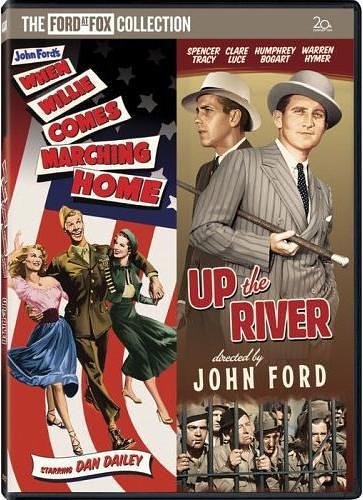 THE FORD AT FOX COLLECTION
20th
John Ford's
WHEN
WILLIE
COMES
MARCHING
HOME
STARRING DAN DAILEY
SPENCER TRACY
CLARE LUCE
HUMPHREY BOGART
WARREN HYMER
UP the
RIVER
directed by
JOHN FORD